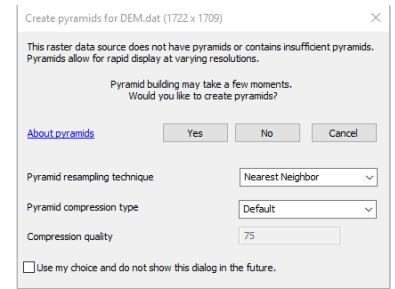 Create pyramids for DEM.dat (1722 x 1709)
This raster data source does not have pyramids or contains insufficient pyramids.
Pyramids allow for rapid display at varying resolutions.
Pyramid building may take a few moments.
Would you like to create pyramids?
About pyramids Yes No Cancel
Pyramid resampling technique Nearest Neighbor
Pyramid compression type Default
Compression quality 75
Use my choice and do not show this dialog in the future.